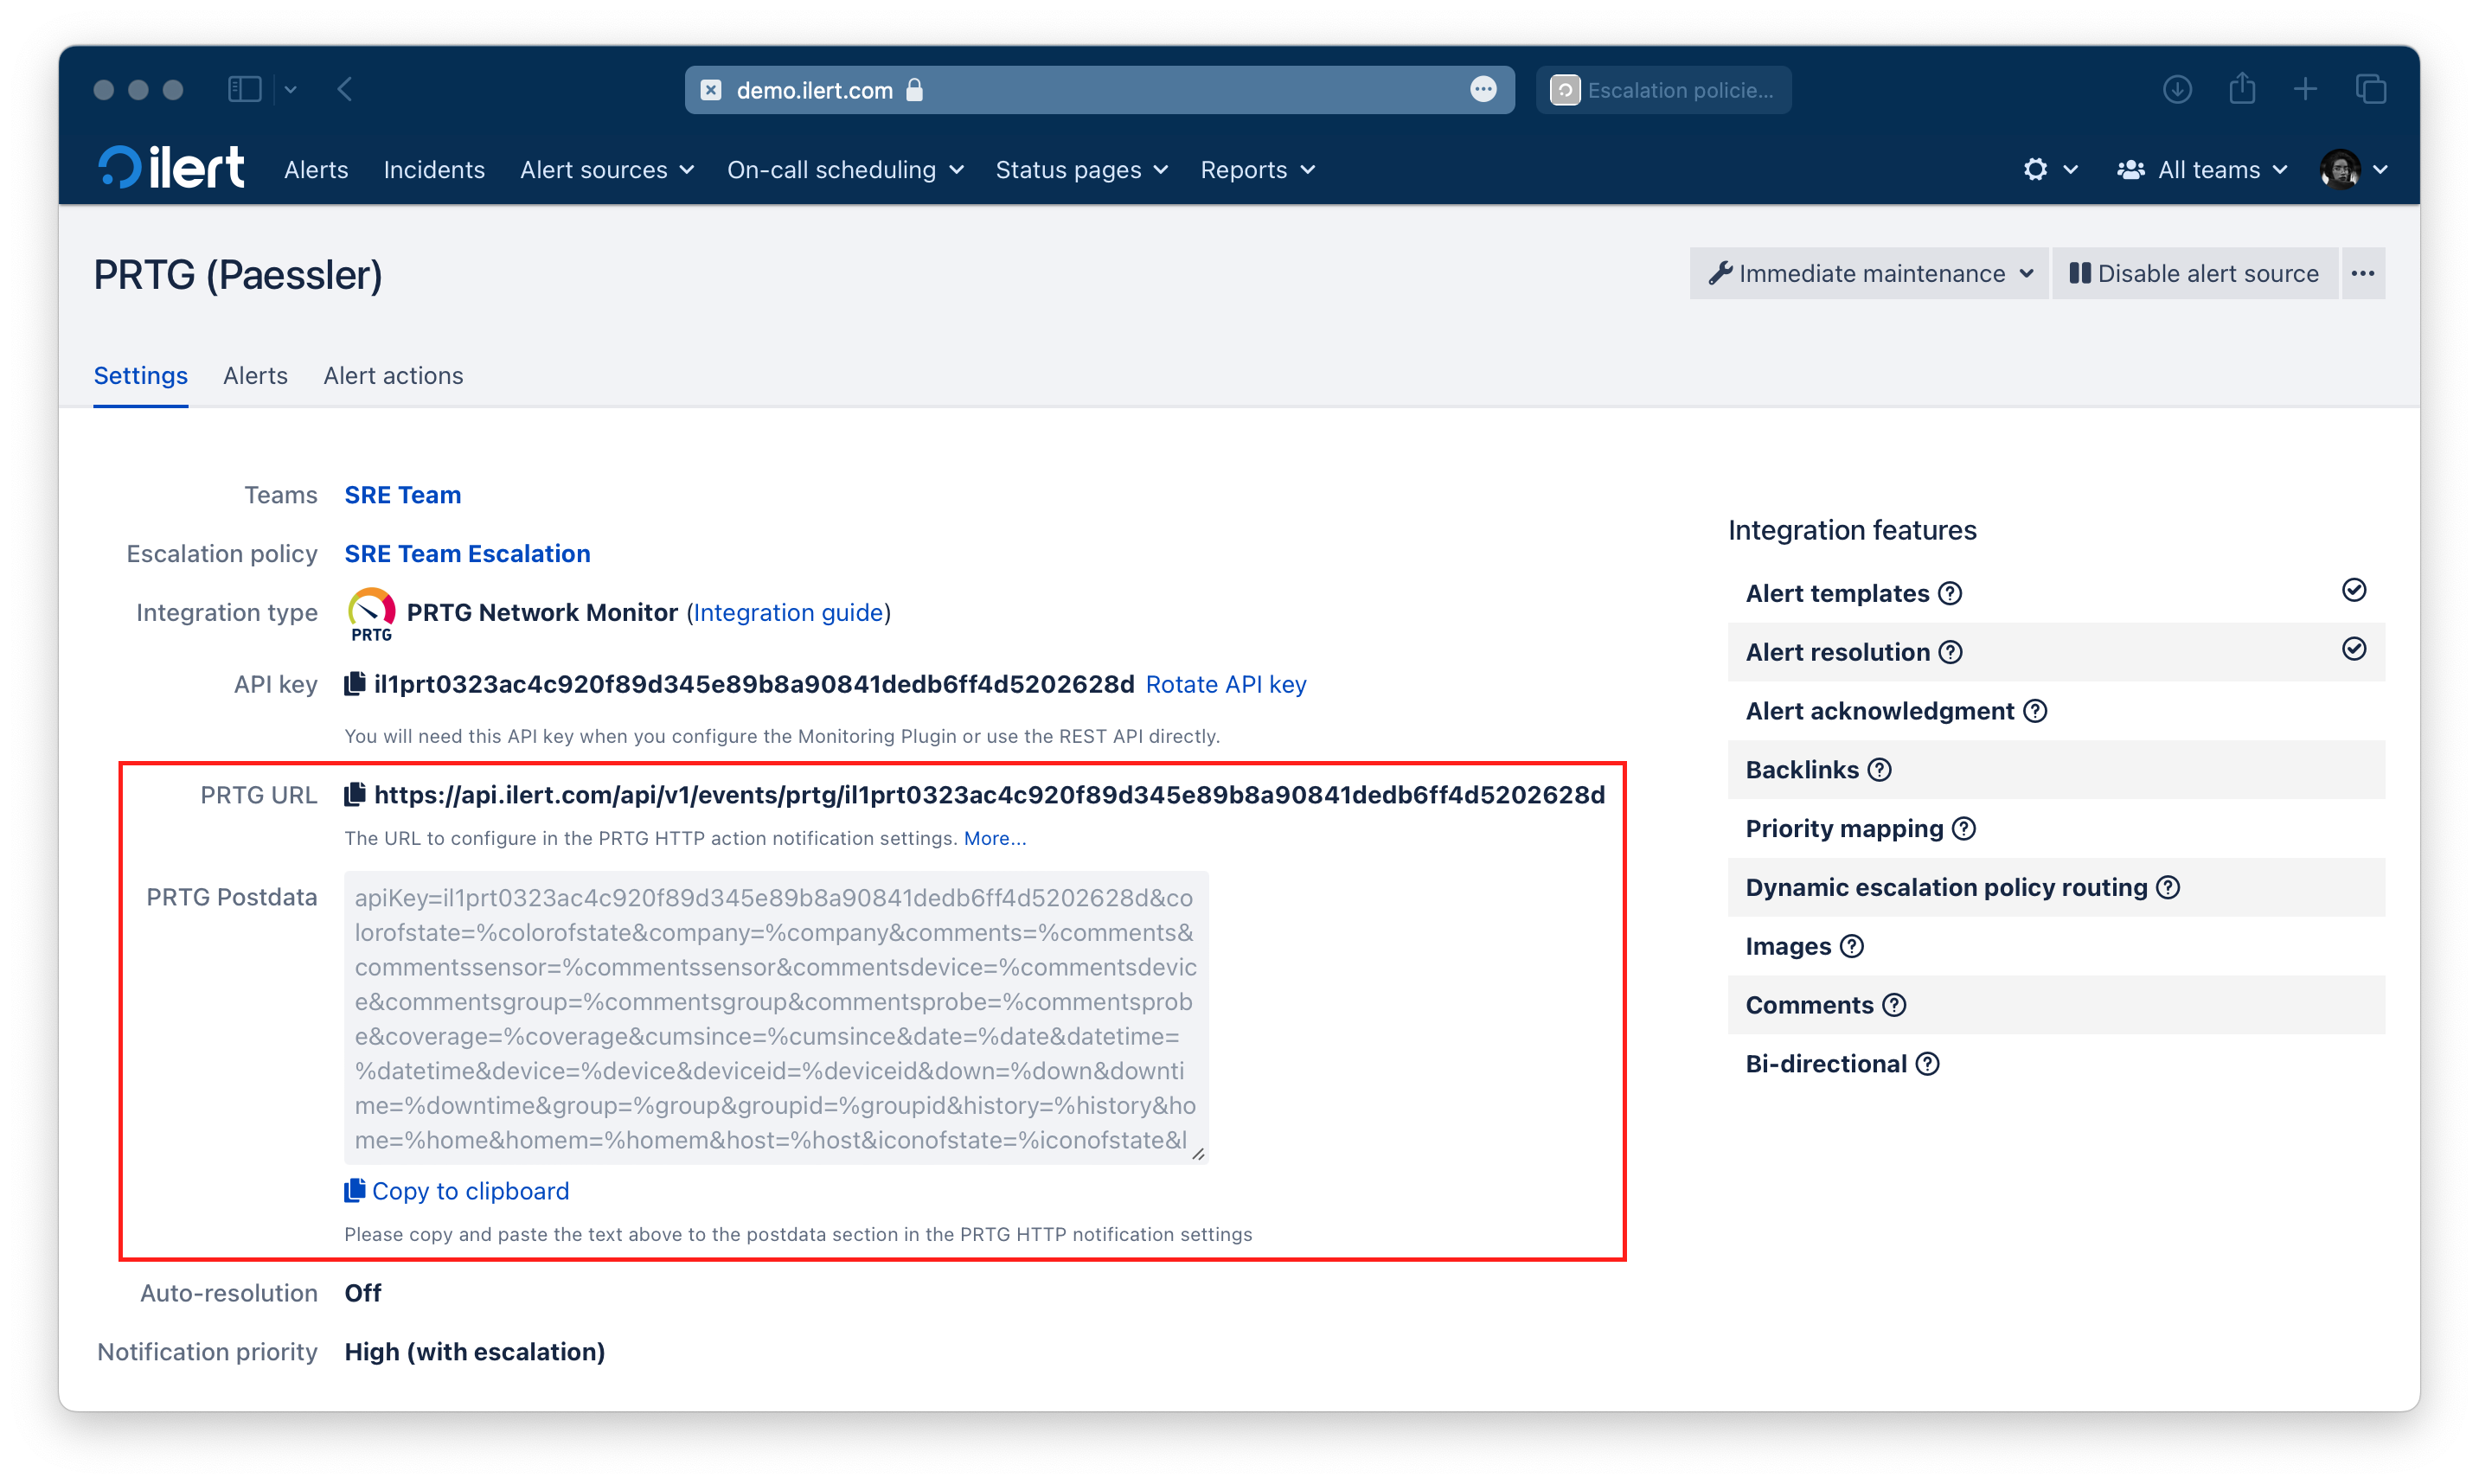 demo.ilert.com
Escalation policie...
ilert
Alerts
Incidents
Alert sources
On-call scheduling
Status pages
Reports
All teams
PRTG (Paessler)
Immediate maintenance
Disable alert source
Settings
Alerts
Alert actions
Teams SRE Team
Escalation policy SRE Team Escalation
Integration type PRTG PRTG Network Monitor (Integration guide)
API key il1prt0323ac4c920f89d345e89b8a90841dedb6ff4d5202628d Rotate API key
You will need this API key when you configure the Monitoring Plugin or use the REST API directly.
PRTG URL https://api.ilert.com/api/v1/events/prtg/il1prt0323ac4c920f89d345e89b8a90841dedb6ff4d5202628d
The URL to configure in the PRTG HTTP action notification settings. More...
PRTG Postdata
apiKey=il1prt0323ac4c920f89d345e89b8a90841dedb6ff4d5202628d&co
lorofstate=%colorofstate&company=%company&comments=%comments&
commentssensor=%commentssensor&commentsdevice=%commentsdevic
e&commentsgroup=%commentsgroup&commentsprobe=%commentsprob
e&coverage=%coverage&cumsince=%cumsince&date=%date&datetime=
%datetime&device=%device&deviceid=%deviceid&down=%down&downti
me=%downtime&group=%group&groupid=%groupid&history=%history&ho
me=%home&homem=%homem&host=%host&iconofstate=%iconofstate&l
Copy to clipboard
Please copy and paste the text above to the postdata section in the PRTG HTTP notification settings
Auto-resolution Off
Notification priority High (with escalation)
Integration features
Alert templates
Alert resolution
Alert acknowledgment
Backlinks
Priority mapping
Dynamic escalation policy routing
Images
Comments
Bi-directional